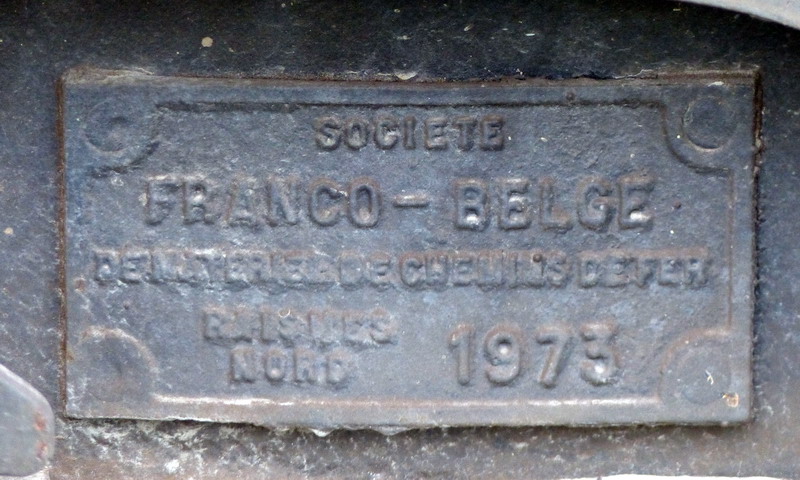 SOCIETE
FRANCO-BELGE
DE MATERIEL DE CHEMINS DE FER
RAISMES
NORD
1973